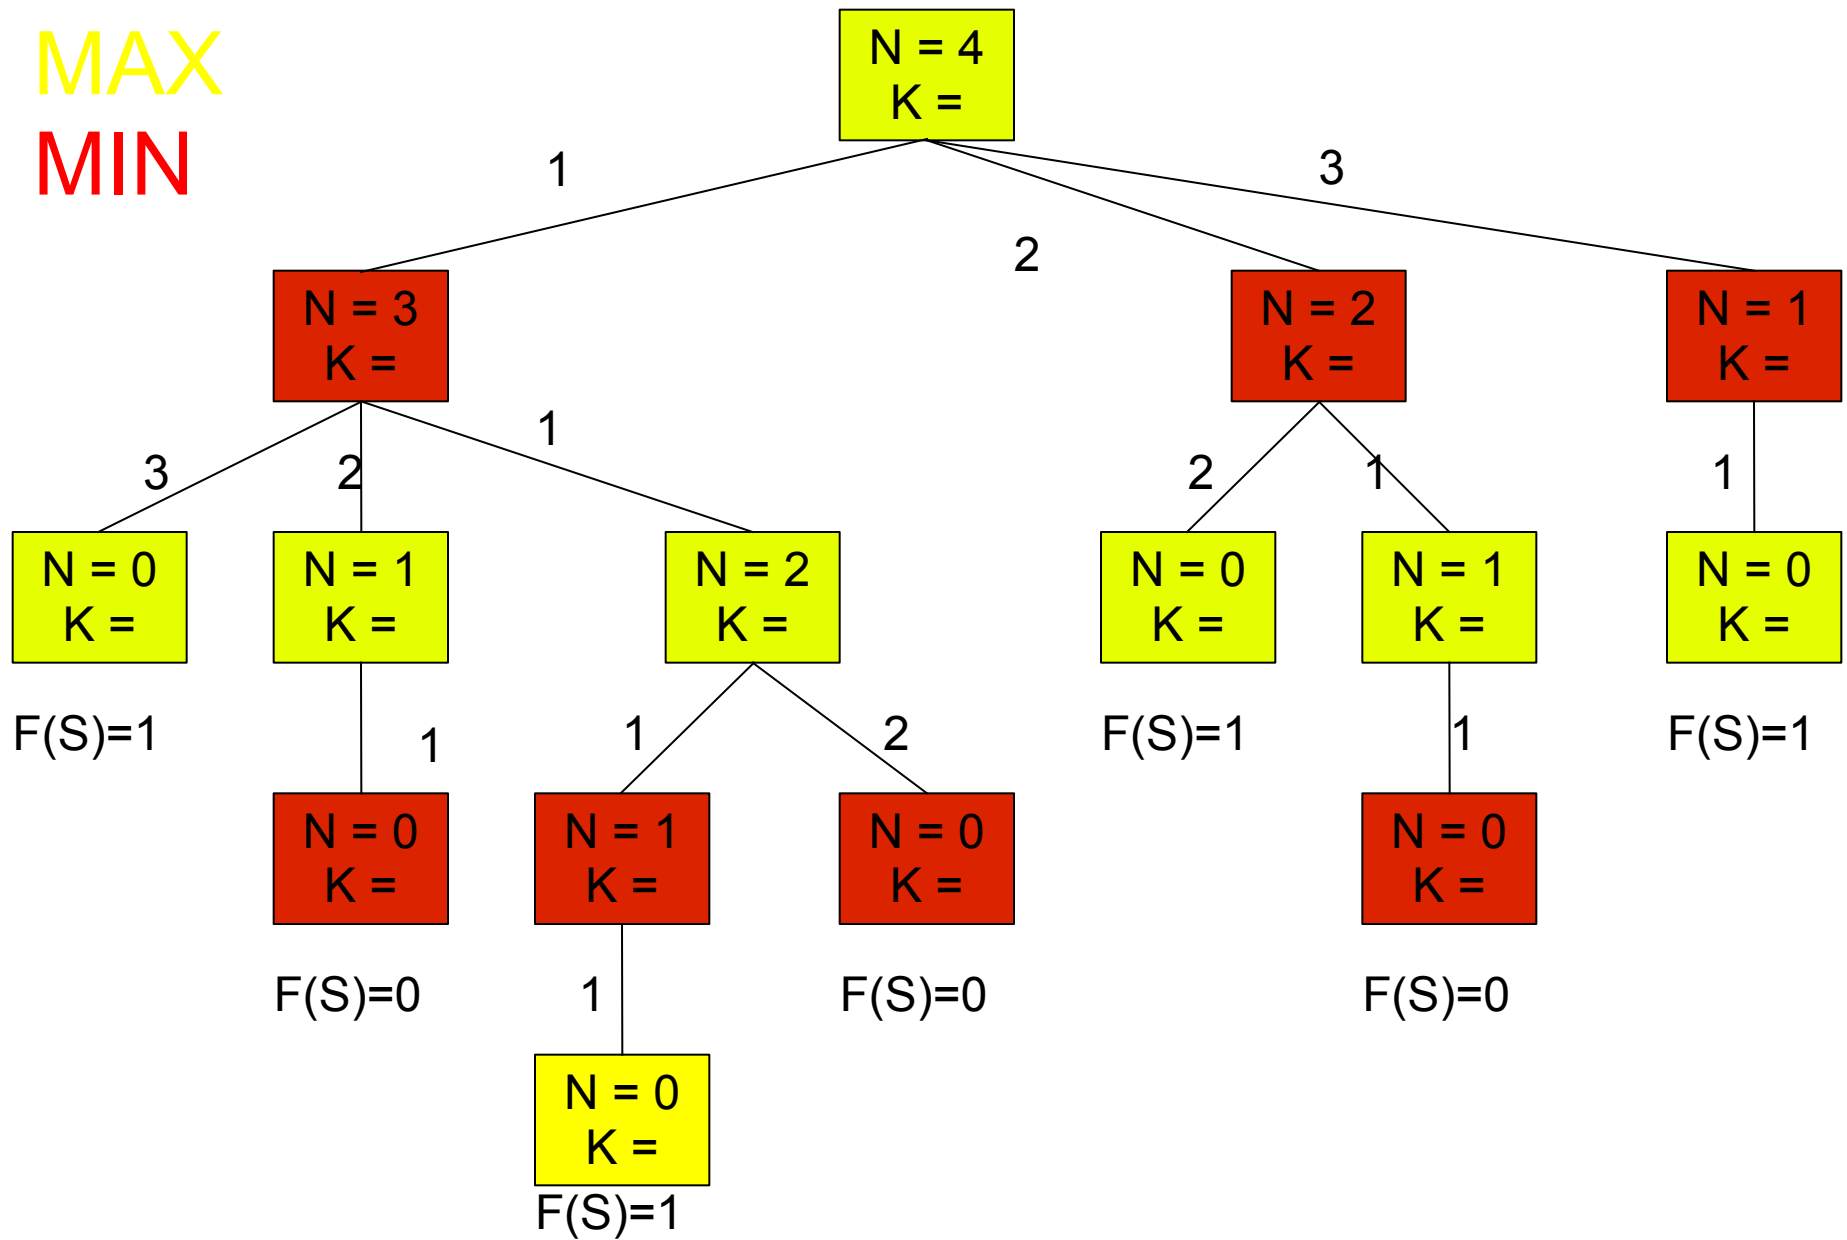 MAX
MIN
N = 4
K =
1
2
3
N = 3
K =
N = 2
K =
N = 1
K =
3
2
1
2
1
1
N = 0
K =
N = 1
K =
N = 2
K =
N = 0
K =
N = 1
K =
N = 0
K =
F(S)=1
1
1
2
F(S)=1
1
F(S)=1
N = 0
K =
N = 1
K =
N = 0
K =
N = 0
K =
F(S)=0
1
F(S)=0
F(S)=0
N = 0
K =
F(S)=1